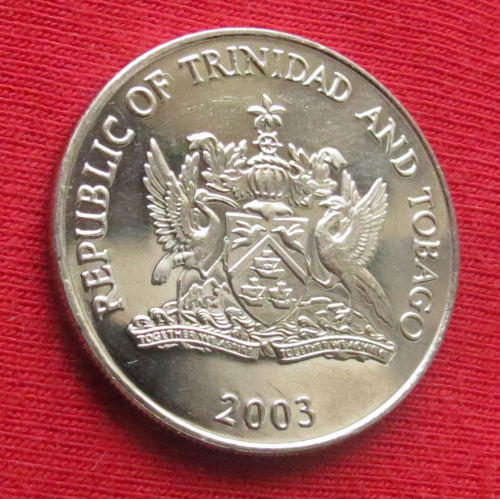 REPUBLIC OF TRINIDAD AND TOBAGO
TOGETHER WE ASPIRE TOGETHER WE ACHIEVE
2003